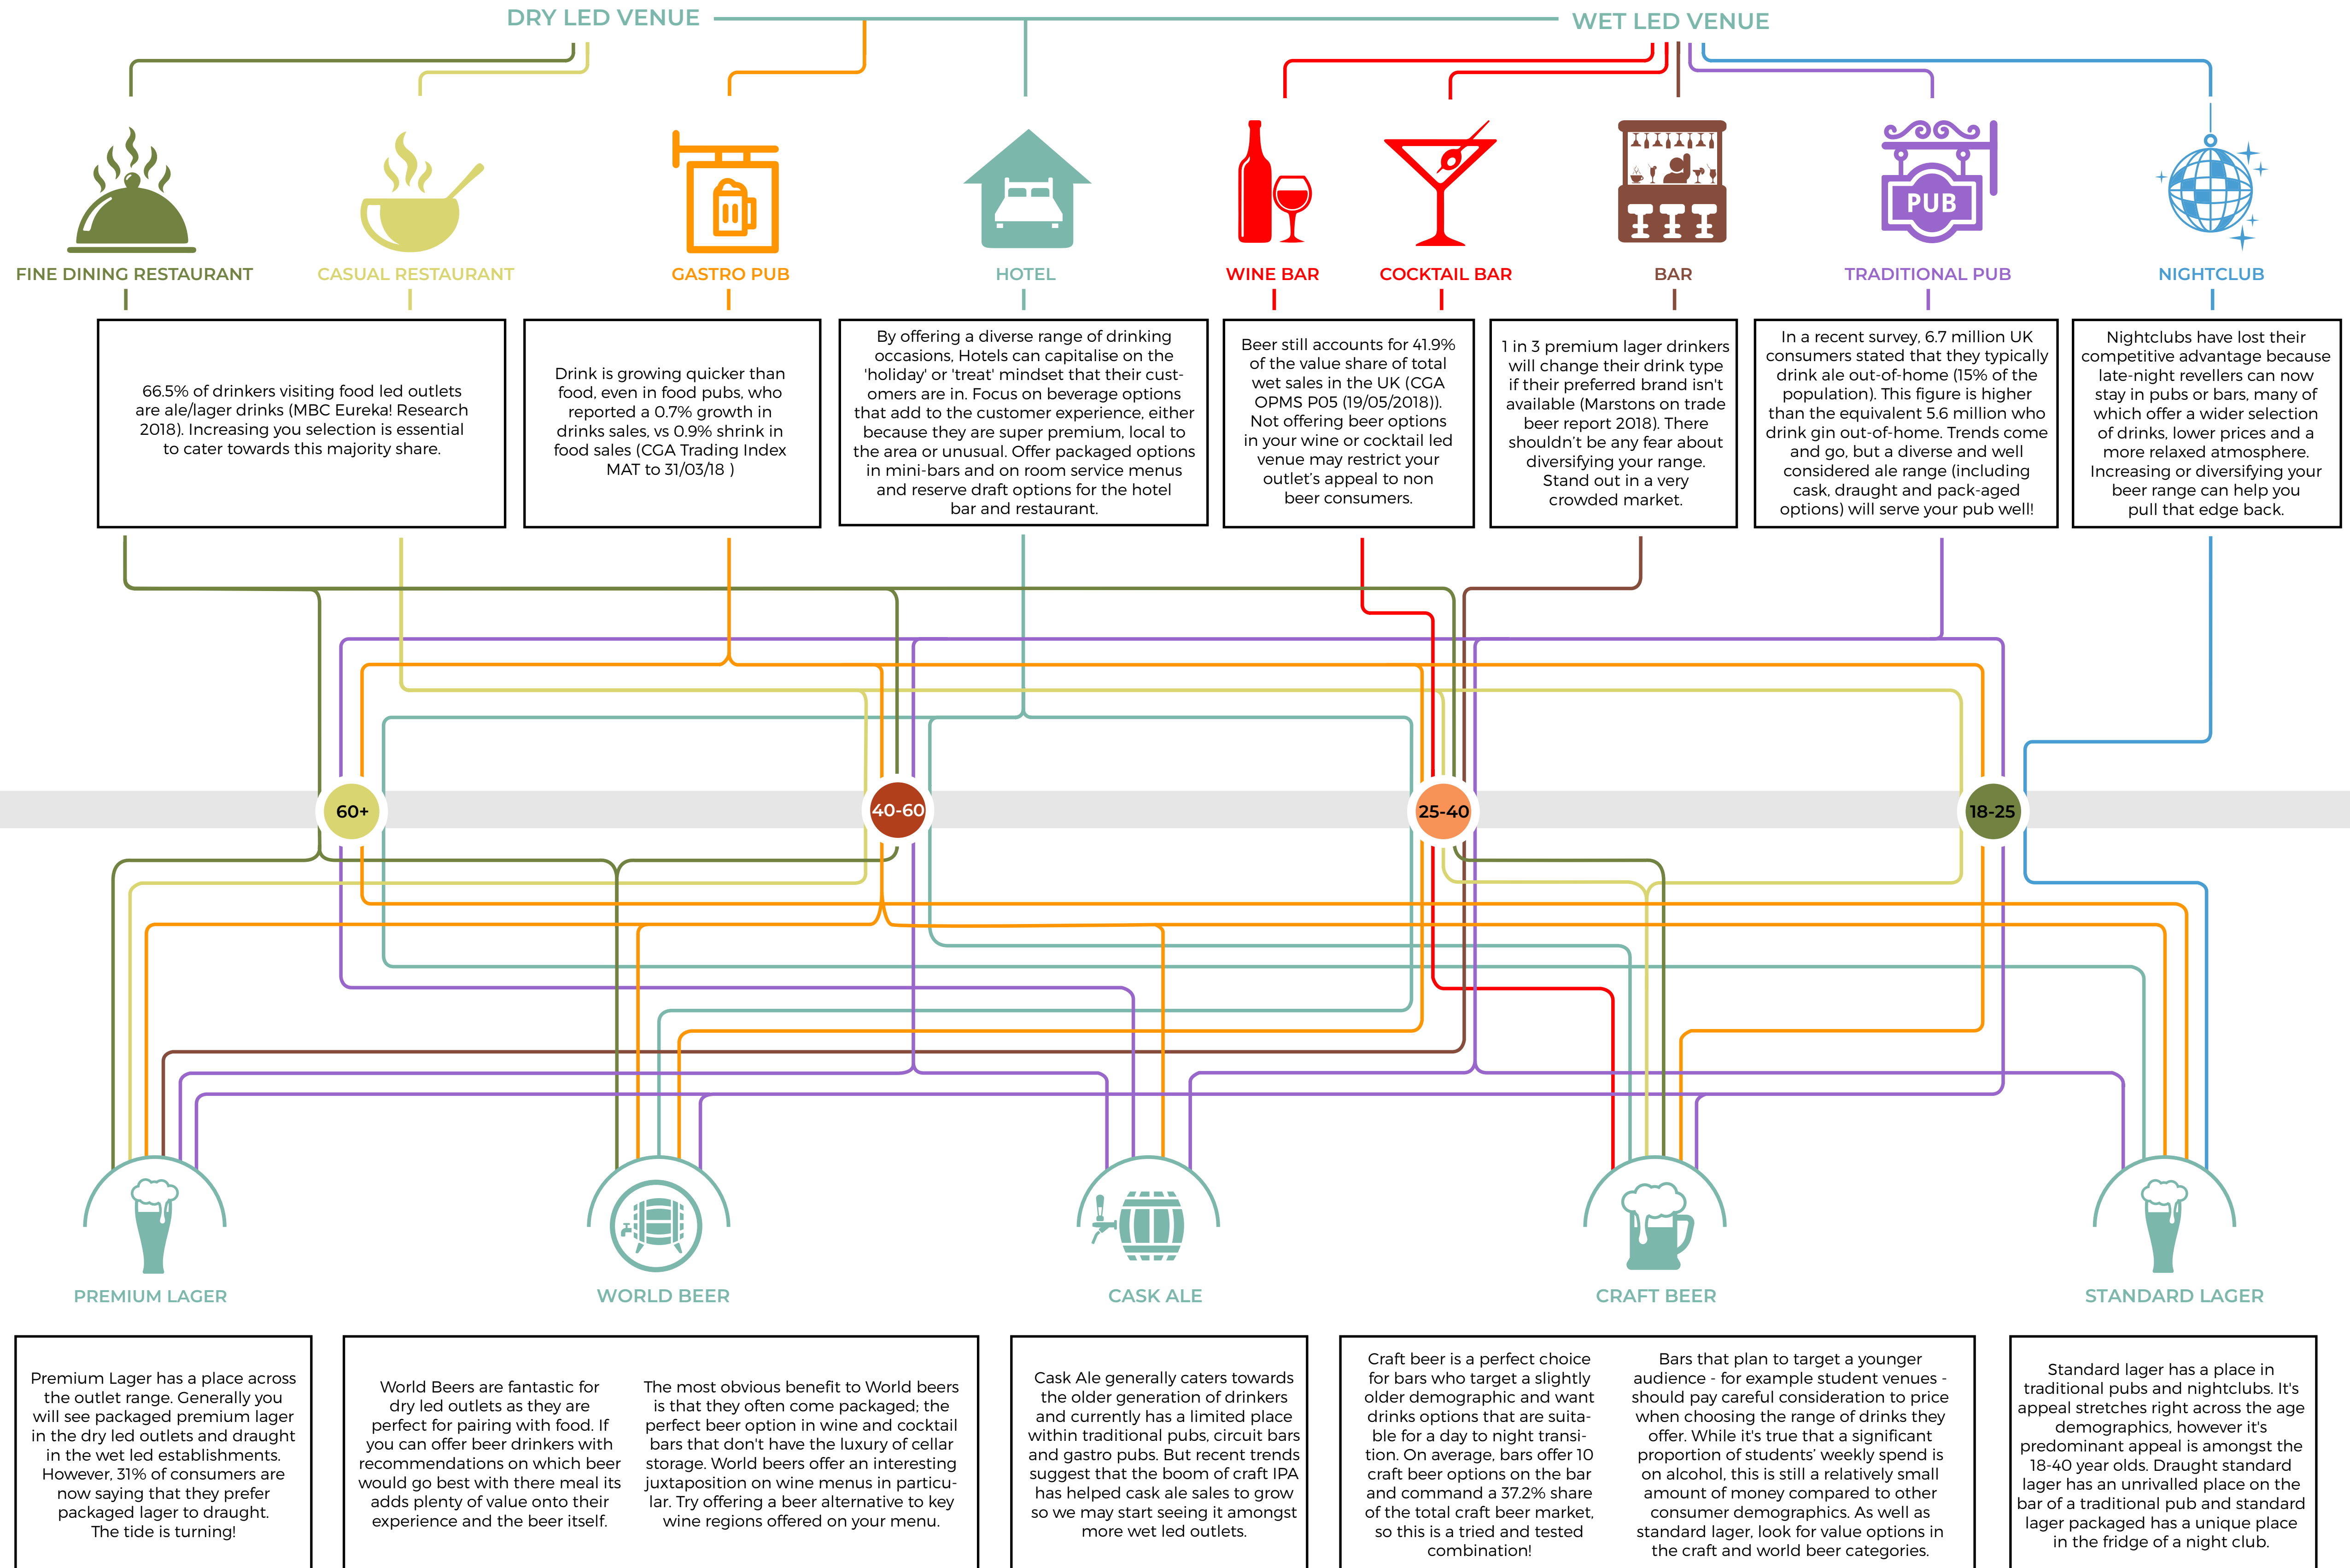 DRY LED VENUE
WET LED VENUE
FINE DINING RESTAURANT
CASUAL RESTAURANT
GASTRO PUB
HOTEL
WINE BAR
COCKTAIL BAR
BAR
PUB
TRADITIONAL PUB
NIGHTCLUB
66.5% of drinkers visiting food led outlets
are ale/lager drinks (MBC Eureka! Research
2018). Increasing you selection is essential
to cater towards this majority share.
Drink is growing quicker than
food, even in food pubs, who
reported a 0.7% growth in
drinks sales, vs 0.9% shrink in
food sales (CGA Trading Index
MAT to 31/03/18 )
By offering a diverse range of drinking
occasions, Hotels can capitalise on the
'holiday' or 'treat' mindset that their cust-
omers are in. Focus on beverage options
that add to the customer experience, either
because they are super premium, local to
the area or unusual. Offer packaged options
in mini-bars and on room service menus
and reserve draft options for the hotel
bar and restaurant.
Beer still accounts for 41.9%
of the value share of total
wet sales in the UK (CGA
OPMS P05 (19/05/2018)).
Not offering beer options
in your wine or cocktail led
venue may restrict your
outlet's appeal to non
beer consumers.
1 in 3 premium lager drinkers
will change their drink type
if their preferred brand isn't
available (Marstons on trade
beer report 2018). There
shouldn't be any fear about
diversifying your range.
Stand out in a very
crowded market.
In a recent survey, 6.7 million UK
consumers stated that they typically
drink ale out-of-home (15% of the
population). This figure is higher
than the equivalent 5.6 million who
drink gin out-of-home. Trends come
and go, but a diverse and well
considered ale range (including
cask, draught and pack-aged
options) will serve your pub well!
Nightclubs have lost their
competitive advantage because
late-night revellers can now
stay in pubs or bars, many of
which offer a wider selection
of drinks, lower prices and a
more relaxed atmosphere.
Increasing or diversifying your
beer range can help you
pull that edge back.
60+
40-60
25-40
18-25
PREMIUM LAGER
WORLD BEER
CASK ALE
CRAFT BEER
STANDARD LAGER
Premium Lager has a place across
the outlet range. Generally you
will see packaged premium lager
in the dry led outlets and draught
in the wet led establishments.
However, 31% of consumers are
now saying that they prefer
packaged lager to draught.
The tide is turning!
World Beers are fantastic for
dry led outlets as they are
perfect for pairing with food. If
you can offer beer drinkers with
recommendations on which beer
would go best with there meal its
adds plenty of value onto their
experience and the beer itself.
The most obvious benefit to World beers
is that they often come packaged; the
perfect beer option in wine and cocktail
bars that don't have the luxury of cellar
storage. World beers offer an interesting
juxtaposition on wine menus in particu-
lar. Try offering a beer alternative to key
wine regions offered on your menu.
Cask Ale generally caters towards
the older generation of drinkers
and currently has a limited place
within traditional pubs, circuit bars
and gastro pubs. But recent trends
suggest that the boom of craft IPA
has helped cask ale sales to grow
so we may start seeing it amongst
more wet led outlets.
Craft beer is a perfect choice
for bars who target a slightly
older demographic and want
drinks options that are suita-
ble for a day to night transi-
tion. On average, bars offer 10
craft beer options on the bar
and command a 37.2% share
of the total craft beer market,
so this is a tried and tested
combination!
Bars that plan to target a younger
audience - for example student venues -
should pay careful consideration to price
when choosing the range of drinks they
offer. While it's true that a significant
proportion of students' weekly spend is
on alcohol, this is still a relatively small
amount of money compared to other
consumer demographics. As well as
standard lager, look for value options in
the craft and world beer categories.
Standard lager has a place in
traditional pubs and nightclubs. It's
appeal stretches right across the age
demographics, however it's
predominant appeal is amongst the
18-40 year olds. Draught standard
lager has an unrivalled place on the
bar of a traditional pub and standard
lager packaged has a unique place
in the fridge of a night club.